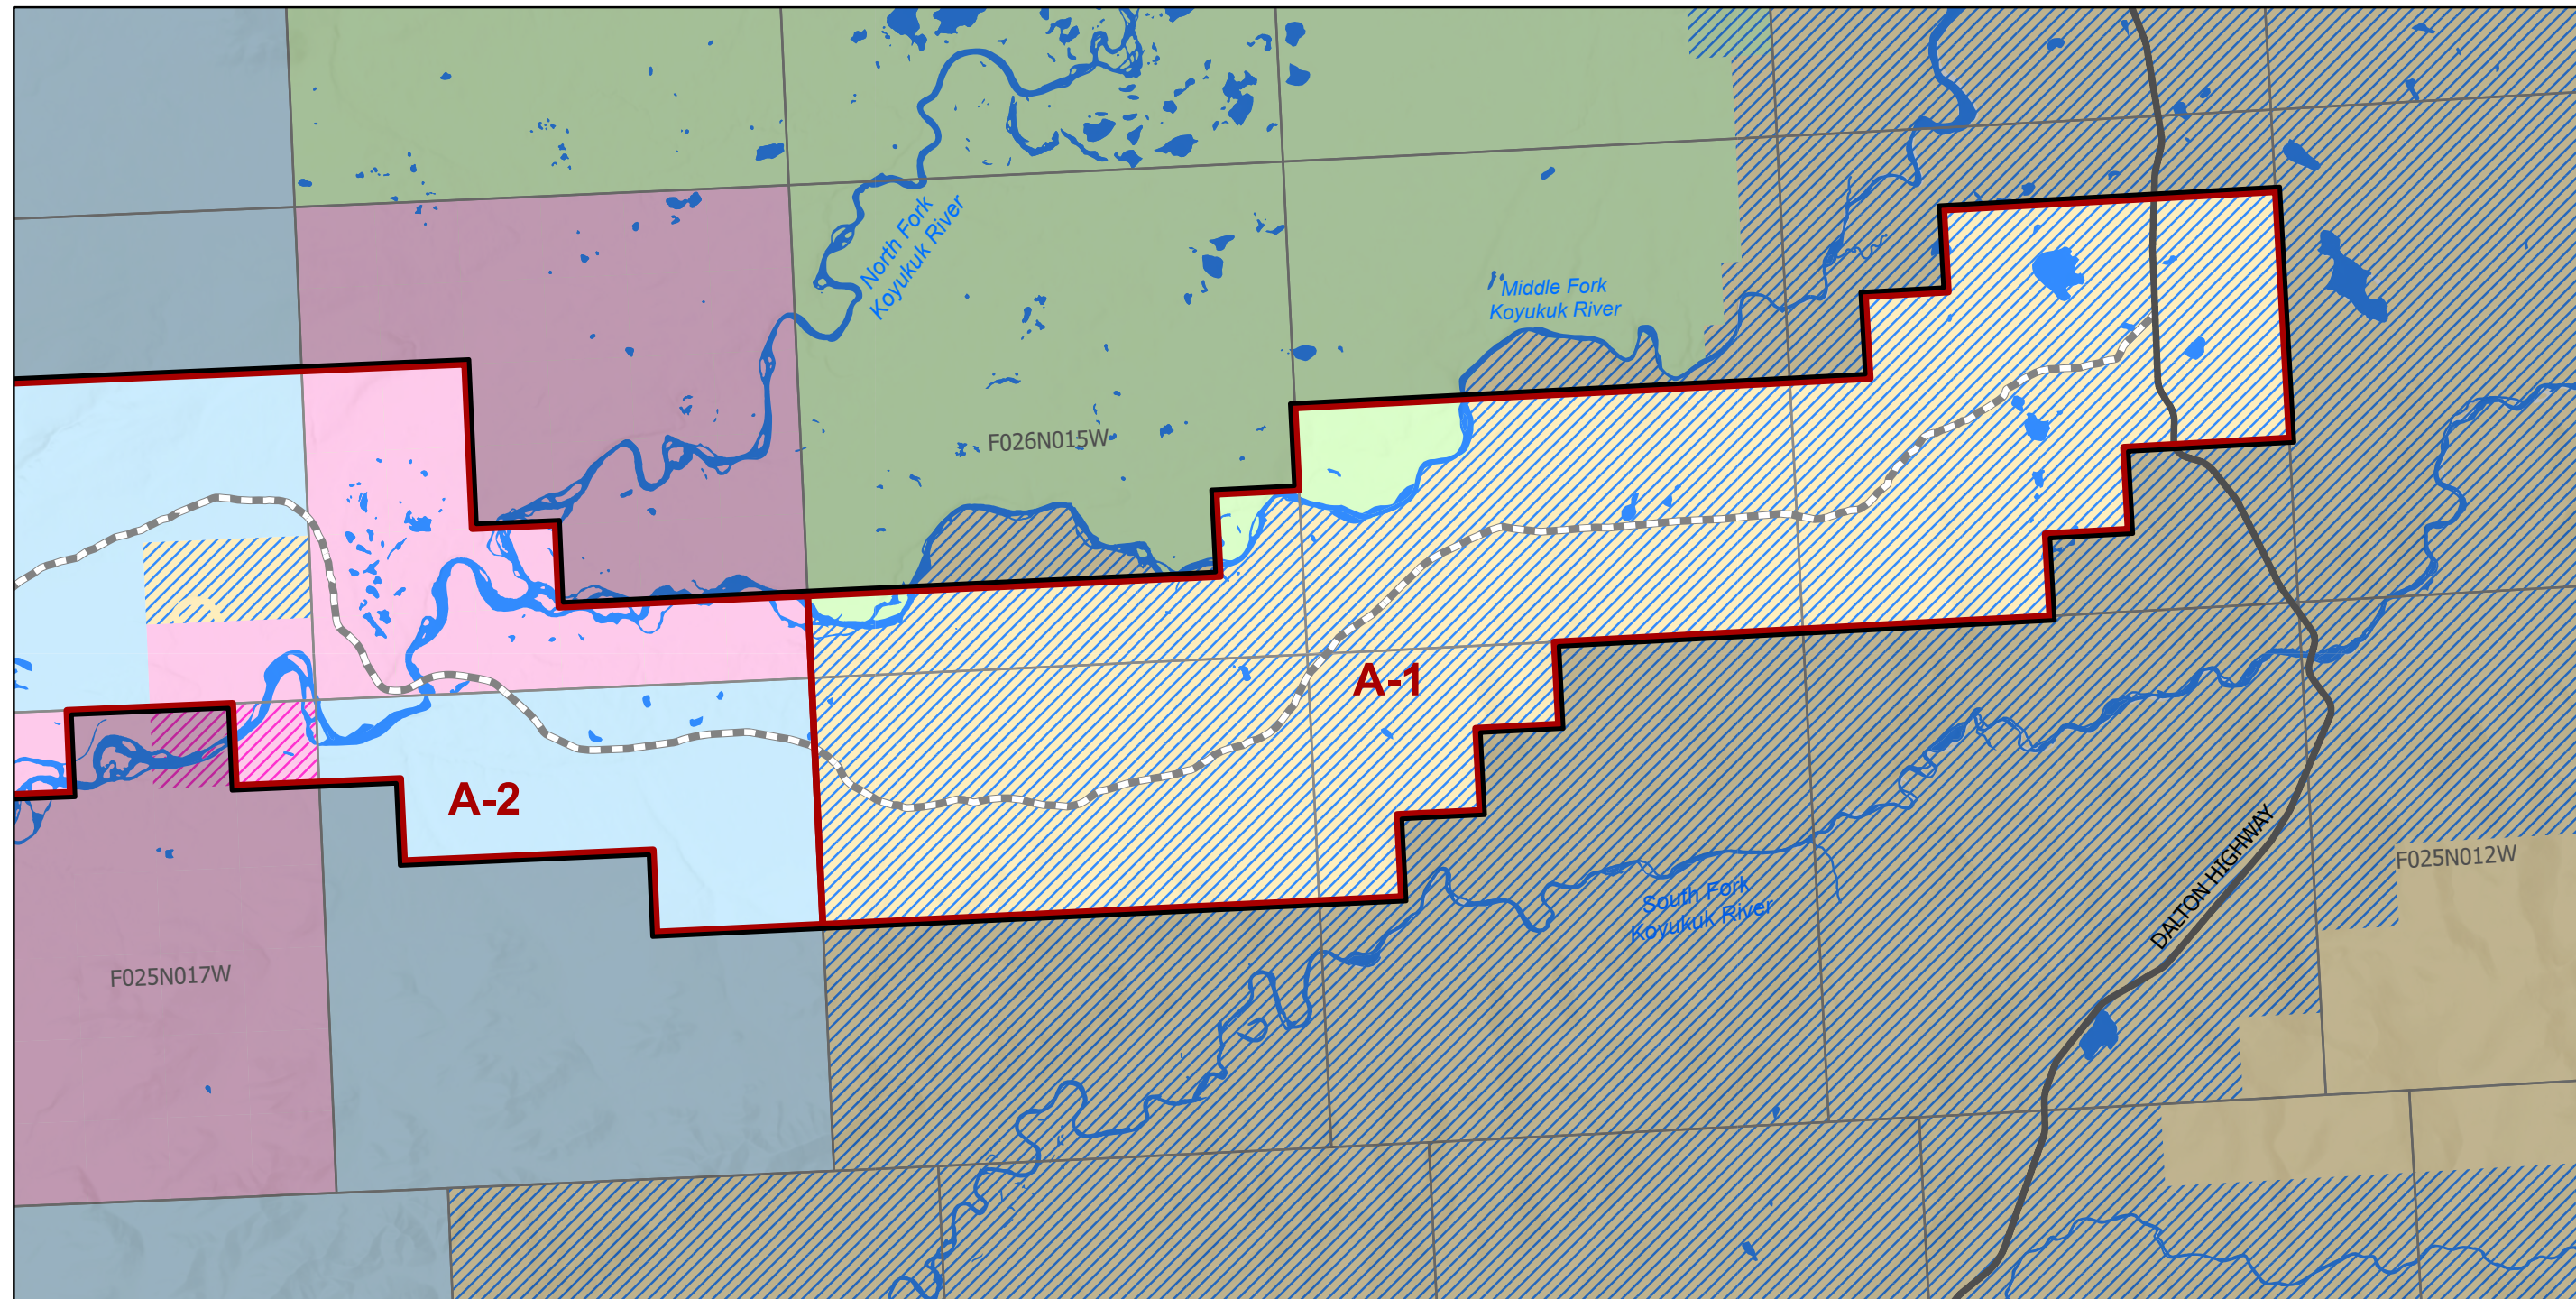 North Fork
Koyukuk River
Middle Fork
Koyukuk River
F026N015W
A-1
A-2
DALTON HIGHWAY
F025N012W
South Fork
Koyukuk River
F025N017W